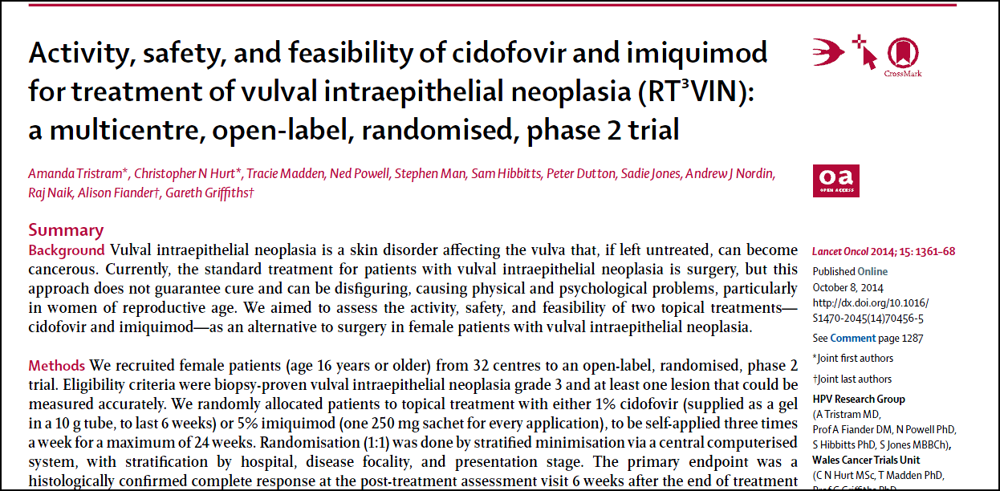 Activity, safety, and feasibility of cidofovir and imiquimod
for treatment of vulval intraepithelial neoplasia (RT³VIN):
a multicentre, open-label, randomised, phase 2 trial
Amanda Tristram*, Christopher N Hurt*, Tracie Madden, Ned Powell, Stephen Man, Sam Hibbitts, Peter Dutton, Sadie Jones, Andrew J Nordin,
Raj Naik, Alison Fiander†, Gareth Griffiths†
Summary
Background Vulval intraepithelial neoplasia is a skin disorder affecting the vulva that, if left untreated, can become
cancerous. Currently, the standard treatment for patients with vulval intraepithelial neoplasia is surgery, but this
approach does not guarantee cure and can be disfiguring, causing physical and psychological problems, particularly
in women of reproductive age. We aimed to assess the activity, safety, and feasibility of two topical treatments—
cidofovir and imiquimod—as an alternative to surgery in female patients with vulval intraepithelial neoplasia.
Methods We recruited female patients (age 16 years or older) from 32 centres to an open-label, randomised, phase 2
trial. Eligibility criteria were biopsy-proven vulval intraepithelial neoplasia grade 3 and at least one lesion that could be
measured accurately. We randomly allocated patients to topical treatment with either 1% cidofovir (supplied as a gel
in a 10 g tube, to last 6 weeks) or 5% imiquimod (one 250 mg sachet for every application), to be self-applied three times
a week for a maximum of 24 weeks. Randomisation (1:1) was done by stratified minimisation via a central computerised
system, with stratification by hospital, disease focality, and presentation stage. The primary endpoint was a
histologically confirmed complete response at the post-treatment assessment visit 6 weeks after the end of treatment
CrossMark
oa
OPEN ACCESS
Lancet Oncol 2014; 15: 1361–68
Published Online
October 8, 2014
http://dx.doi.org/10.1016/
S1470-2045(14)70456-5
See Comment page 1287
*Joint first authors
†Joint last authors
HPV Research Group
(A Tristram MD,
Prof A Fiander DM, N Powell PhD,
S Hibbitts PhD, S Jones MBBCh),
Wales Cancer Trials Unit
(C N Hurt MSc, T Madden PhD,
Prof G Griffiths PhD